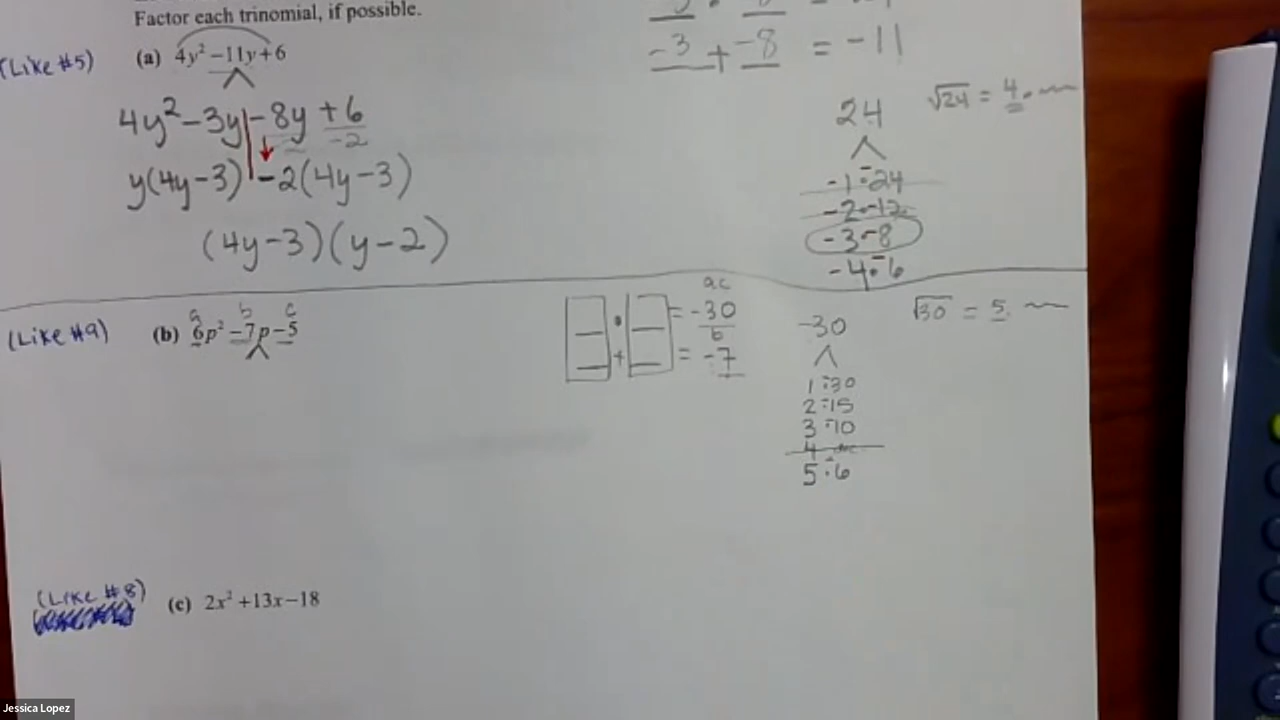 Factor each trinomial, if possible.
(Like #5) (a) 4y² −11y+6
4y² − 3y − 8y + 6
-2
y(4y − 3) − 2(4y − 3)
(4y − 3)(y − 2)
-3 + -8 = -11
24
√24 = 4.
-1·-24
-2·-12
-3·-8
-4·-6
(Like #9) (b) 6p² −7p−5
a b c
ac
· = -30
b
+ = -7
-30
√30 = 5.
1·-30
2·-15
3·-10
4
5·-6
(Like #8) (c) 2x² +13x−18
Jessica Lopez